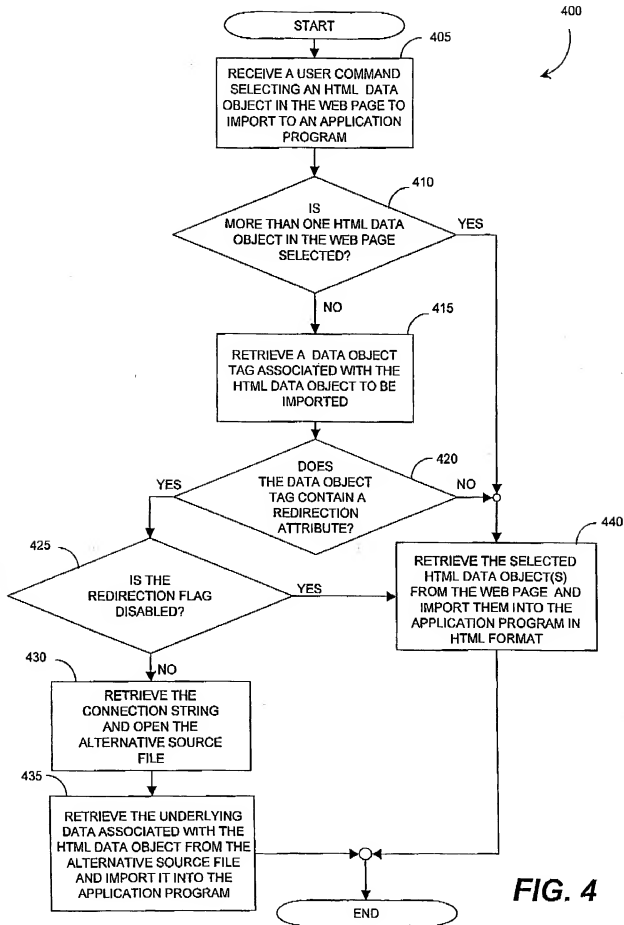 START
400
405
RECEIVE A USER COMMAND
SELECTING AN HTML DATA
OBJECT IN THE WEB PAGE TO
IMPORT TO AN APPLICATION
PROGRAM
410
IS
MORE THAN ONE HTML DATA
OBJECT IN THE WEB PAGE
SELECTED?
YES
NO
415
RETRIEVE A DATA OBJECT
TAG ASSOCIATED WITH THE
HTML DATA OBJECT TO BE
IMPORTED
420
DOES
THE DATA OBJECT
TAG CONTAIN A
REDIRECTION
ATTRIBUTE?
YES
NO
425
IS THE
REDIRECTION FLAG
DISABLED?
YES
NO
440
RETRIEVE THE SELECTED
HTML DATA OBJECT(S)
FROM THE WEB PAGE AND
IMPORT THEM INTO THE
APPLICATION PROGRAM IN
HTML FORMAT
430
RETRIEVE THE
CONNECTION STRING
AND OPEN THE
ALTERNATIVE SOURCE
FILE
435
RETRIEVE THE UNDERLYING
DATA ASSOCIATED WITH THE
HTML DATA OBJECT FROM THE
ALTERNATIVE SOURCE FILE
AND IMPORT IT INTO THE
APPLICATION PROGRAM
END
FIG. 4